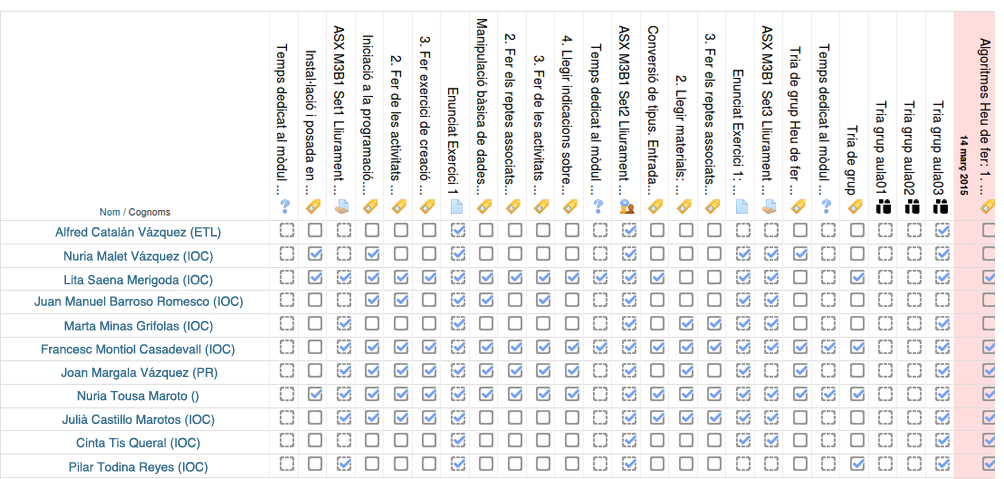 Temps dedicat al mòdul ...
Instal·lació i posada en ...
ASX M3B1 Set1 Lliurament ...
Iniciació a la programació...
2. Fer de les activitats ...
3. Fer exercici de creació ...
Enunciat Exercici 1
Manipulació bàsica de dades...
2. Fer els reptes associats...
3. Fer de les activitats ...
4. Llegir indicacions sobre...
Temps dedicat al mòdul ...
ASX M3B1 Set2 Lliurament ...
Conversió de tipus. Entrada...
2. Llegir materials: ...
3. Fer els reptes associats...
Enunciat Exercici 1: ...
ASX M3B1 Set3 Lliurament ...
Tria de grup Heu de fer ...
Temps dedicat al mòdul ...
Tria de grup
Tria grup aula01
Tria grup aula02
Tria grup aula03
Algoritmes Heu de fer: 1. ...
14 març 2015
Nom / Cognoms
Alfred Catalán Vázquez (ETL)
Nuria Malet Vázquez (IOC)
Lita Saena Merigoda (IOC)
Juan Manuel Barroso Romesco (IOC)
Marta Minas Grifolas (IOC)
Francesc Montiol Casadevall (IOC)
Joan Margala Vázquez (PR)
Nuria Tousa Maroto ()
Julià Castillo Marotos (IOC)
Cinta Tis Queral (IOC)
Pilar Todina Reyes (IOC)